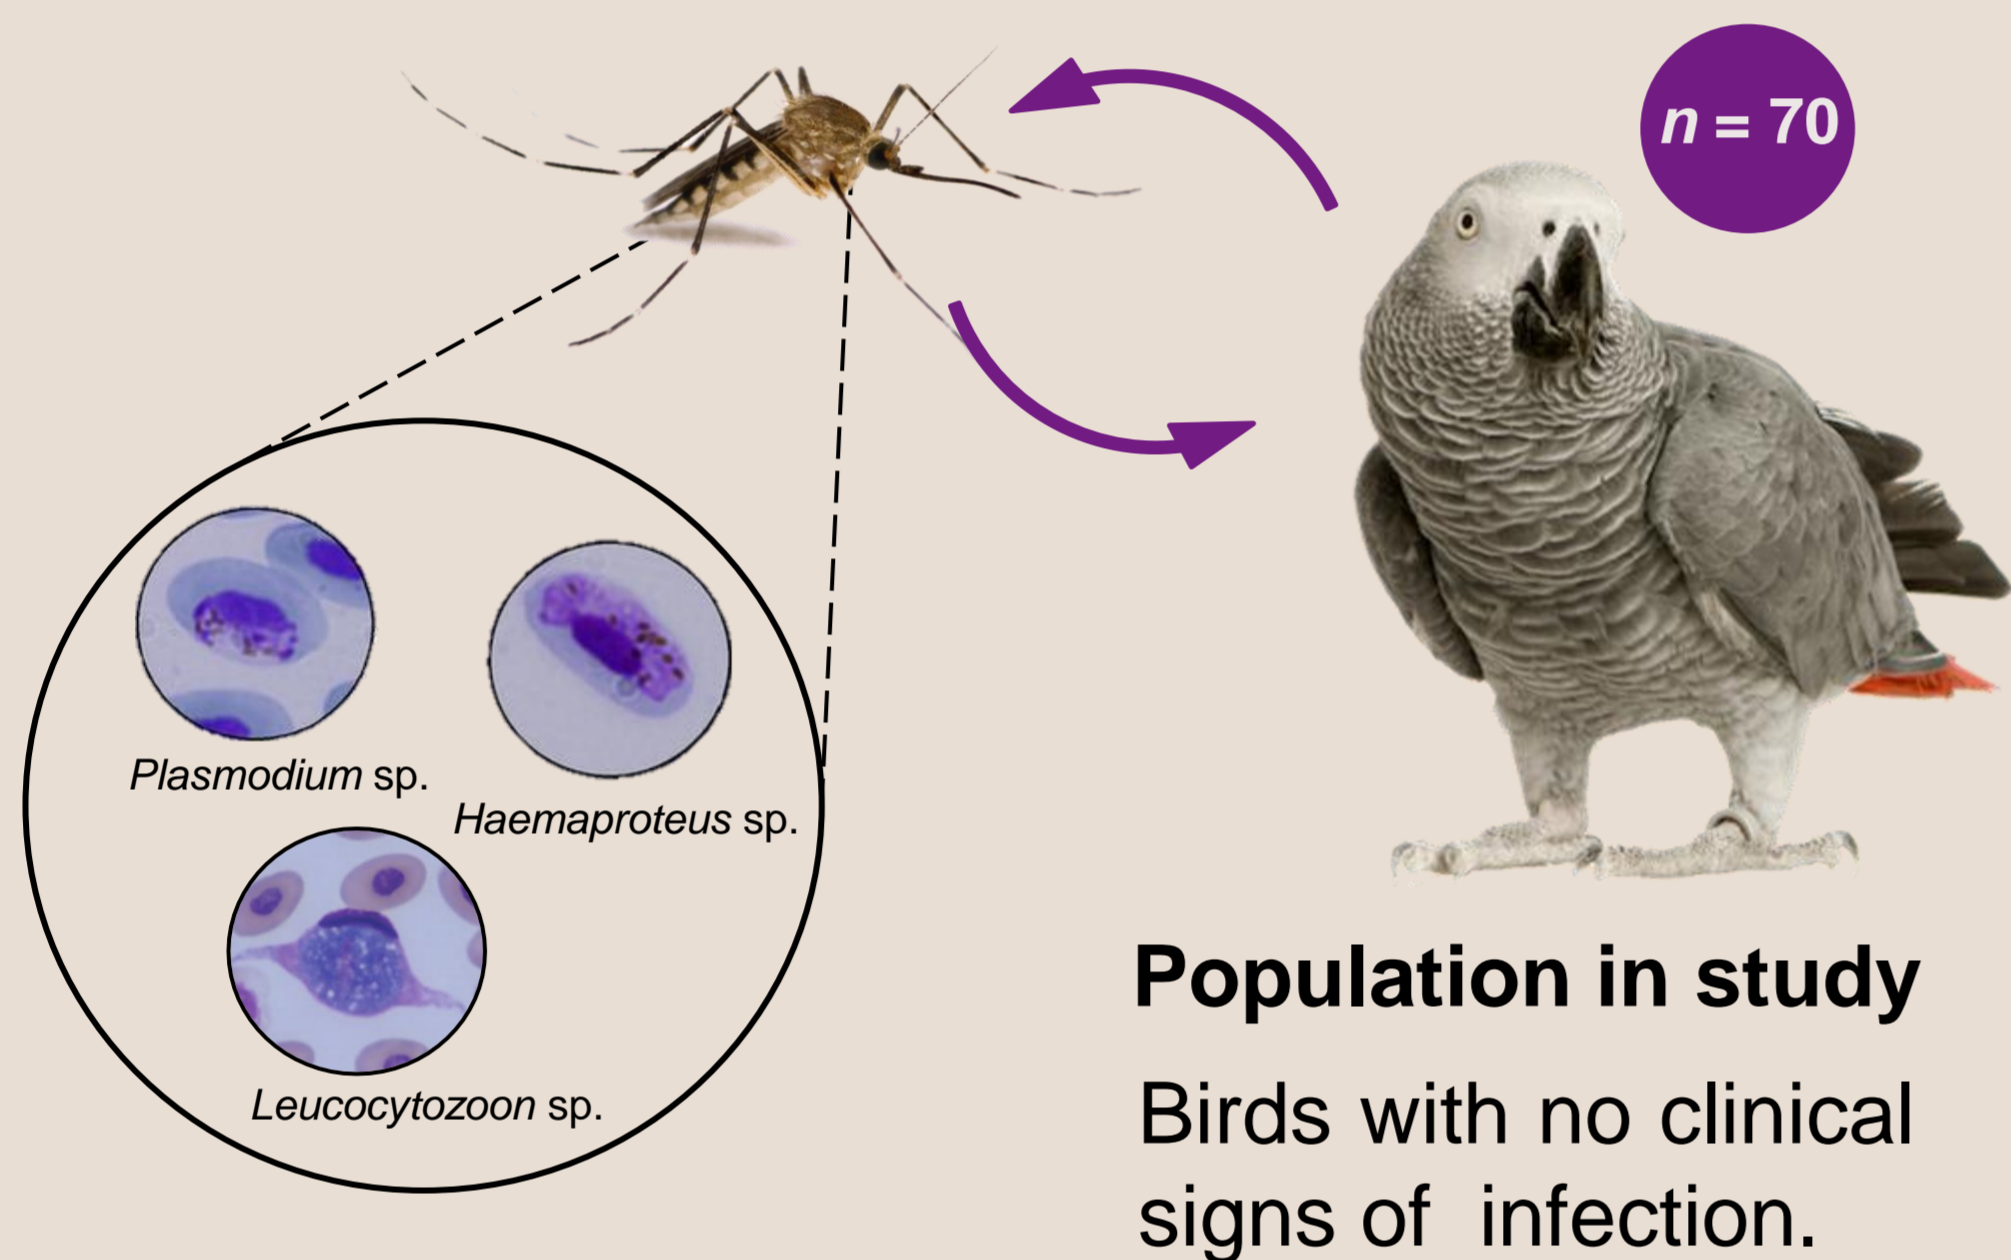 n = 70
Plasmodium sp.
Haemaproteus sp.
Leucocytozoon sp.
Population in study
Birds with no clinical
signs of infection.